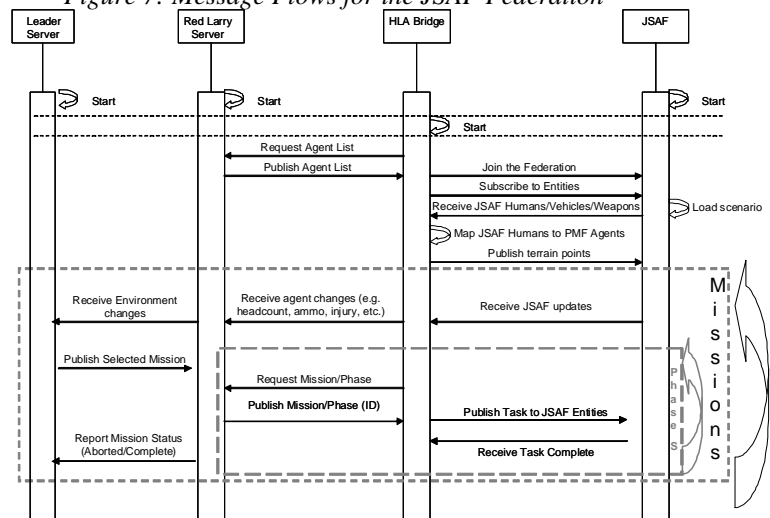 Figure 7. Message Flows for the JSAF Federation
Leader
Server
Red Larry
Server
HLA Bridge
JSAF
Start
Start
Start
Start
Request Agent List
Publish Agent List
Join the Federation
Subscribe to Entities
Receive JSAF Humans/Vehicles/Weapons
Load scenario
Map JSAF Humans to PMF Agents
Publish terrain points
Missions
Receive Environment
changes
Receive agent changes (e.g.
headcount, ammo, injury, etc.)
Receive JSAF updates
Publish Selected Mission
Phases
Request Mission/Phase
Publish Mission/Phase (ID)
Publish Task to JSAF Entities
Report Mission Status
(Aborted/Complete)
Receive Task Complete